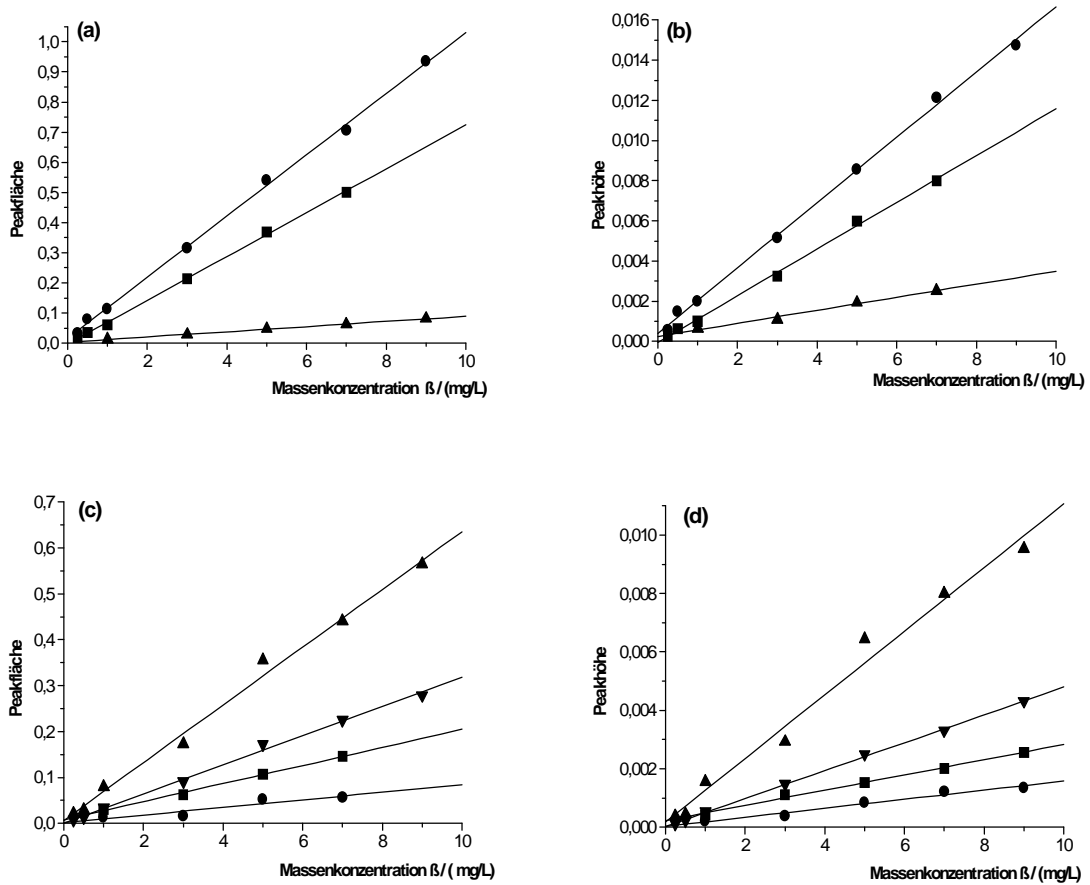 (a)
1,0
0,9
0,8
0,7
0,6
0,5
0,4
0,3
0,2
0,1
0,0
Peakfläche
0 2 4 6 8 10
Massenkonzentration ß / (mg/L)
(b)
0,016
0,014
0,012
0,010
0,008
0,006
0,004
0,002
0,000
Peakhöhe
0 2 4 6 8 10
Massenkonzentration ß / (mg/L)
(c)
0,7
0,6
0,5
0,4
0,3
0,2
0,1
0,0
Peakfläche
0 2 4 6 8 10
Massenkonzentration ß / ( mg/L)
(d)
0,010
0,008
0,006
0,004
0,002
0,000
Peakhöhe
0 2 4 6 8 10
Massenkonzentration ß / (mg/L)